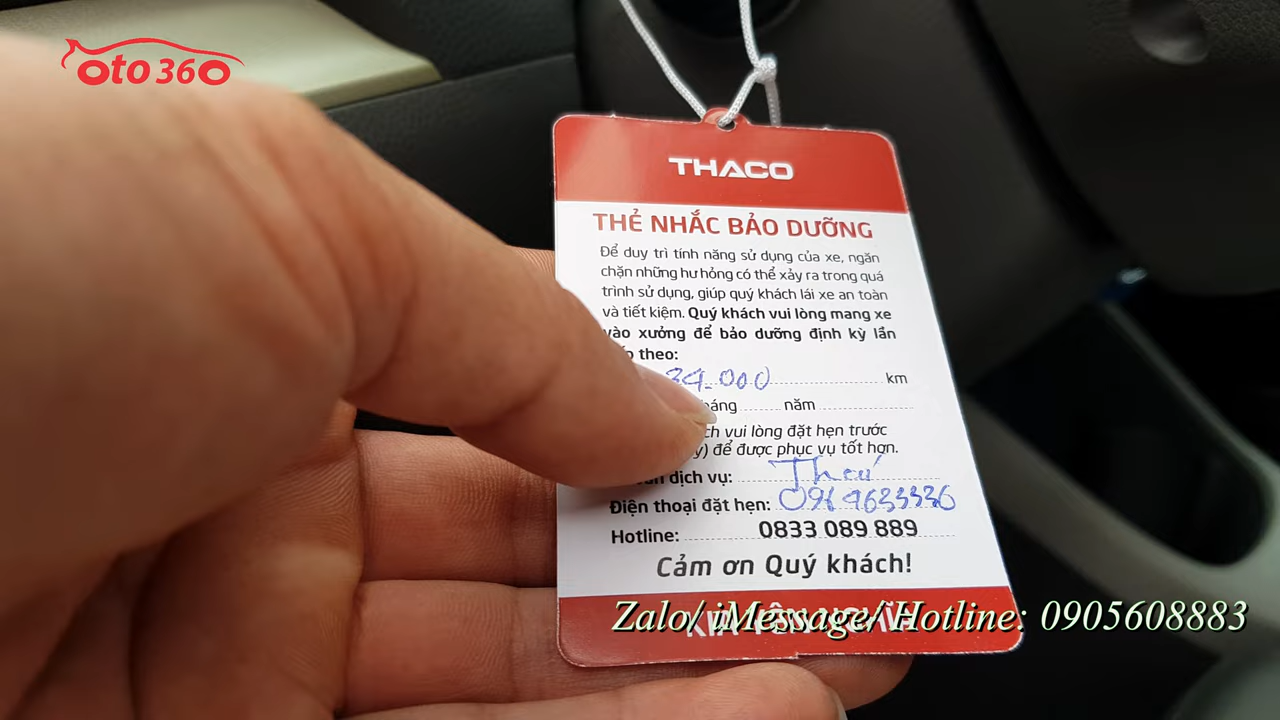 oto 360
THACO
THẺ NHẮC BẢO DƯỠNG
Để duy trì tính năng sử dụng của xe, ngăn
chặn những hư hỏng có thể xảy ra trong quá
trình sử dụng, giúp quý khách lái xe an toàn
và tiết kiệm. Quý khách vui lòng mang xe
vào xưởng để bảo dưỡng định kỳ lần
theo:
34.000 km
năm
vui lòng đặt hẹn trước
để được phục vụ tốt hơn.
dịch vụ:
Điện thoại đặt hẹn:
Hotline: 0833 089 889
Cảm ơn Quý khách!
Zalo/ iMessage/ Hotline: 0905608883